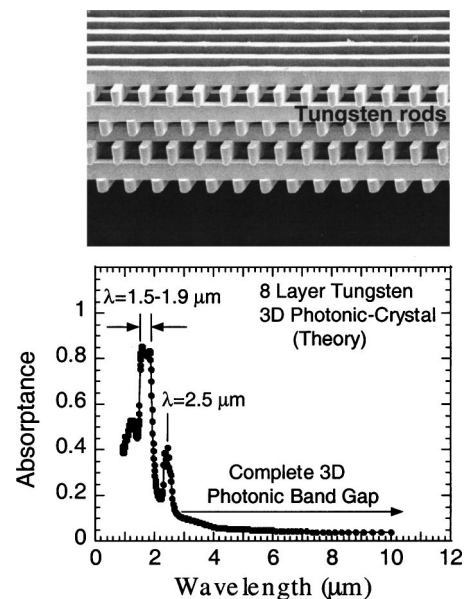 Tungsten rods
λ=1.5-1.9 μm
8 Layer Tungsten
3D Photonic-Crystal
(Theory)
λ=2.5 μm
Complete 3D
Photonic Band Gap
Absorptance
1
0.8
0.6
0.4
0.2
0
0 2 4 6 8 10 12
Wavelength (μm)